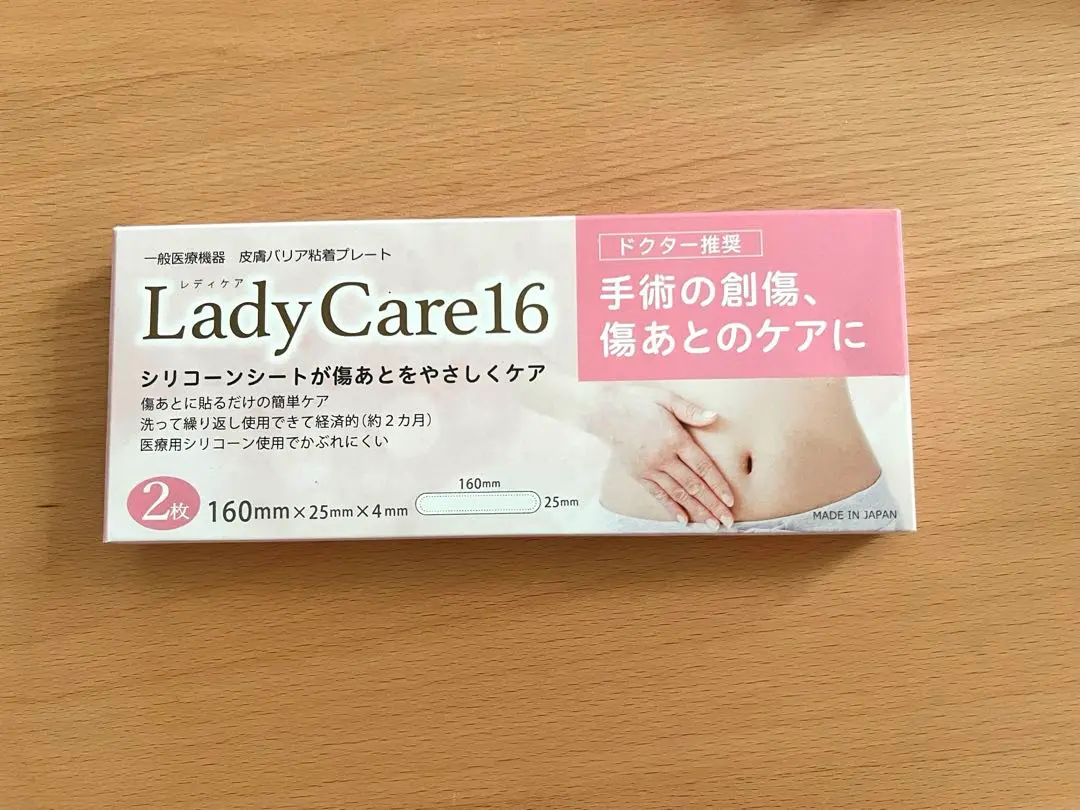 一般医療機器　皮膚バリア粘着プレート
レディケア
Lady Care16
シリコーンシートが傷あとをやさしくケア
傷あとに貼るだけの簡単ケア
洗って繰り返し使用できて経済的(約2カ月)
医療用シリコーン使用でかぶれにくい
2枚
160mm×25mm×4mm
160mm
25mm
ドクター推奨
手術の創傷、
傷あとのケアに
MADE IN JAPAN